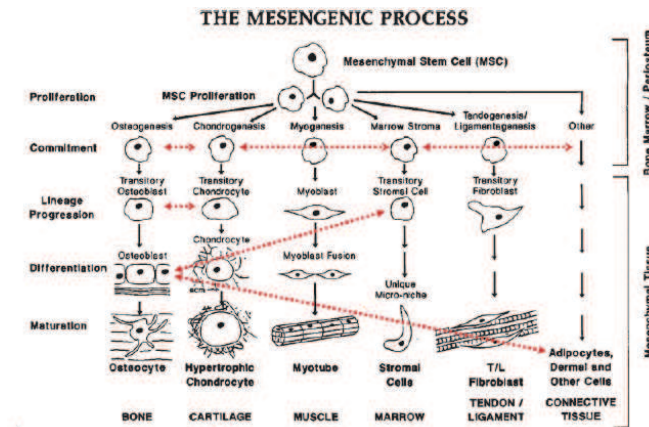 THE MESENGENIC PROCESS
Mesenchymal Stem Cell (MSC)
Proliferation
MSC Proliferation
Bone Marrow / Periosteum
Osteogenesis
Chondrogenesis
Myogenesis
Marrow Stroma
Tendogenesis/
Ligamentagenesis
Other
Commitment
Transitory
Osteoblast
Transitory
Chondrocyte
Myoblast
Transitory
Stromal Cell
Transitory
Fibroblast
Lineage
Progression
Chondrocyte
Mesenchymal Tissue
Osteoblast
Myoblast Fusion
Differentiation
Unique
Micro-niche
Maturation
Osteocyte
Hypertrophic
Chondrocyte
Myotube
Stromal
Cells
T/L
Fibroblast
Adipocytes,
Dermal and
Other Cells
BONE
CARTILAGE
MUSCLE
MARROW
TENDON /
LIGAMENT
CONNECTIVE
TISSUE